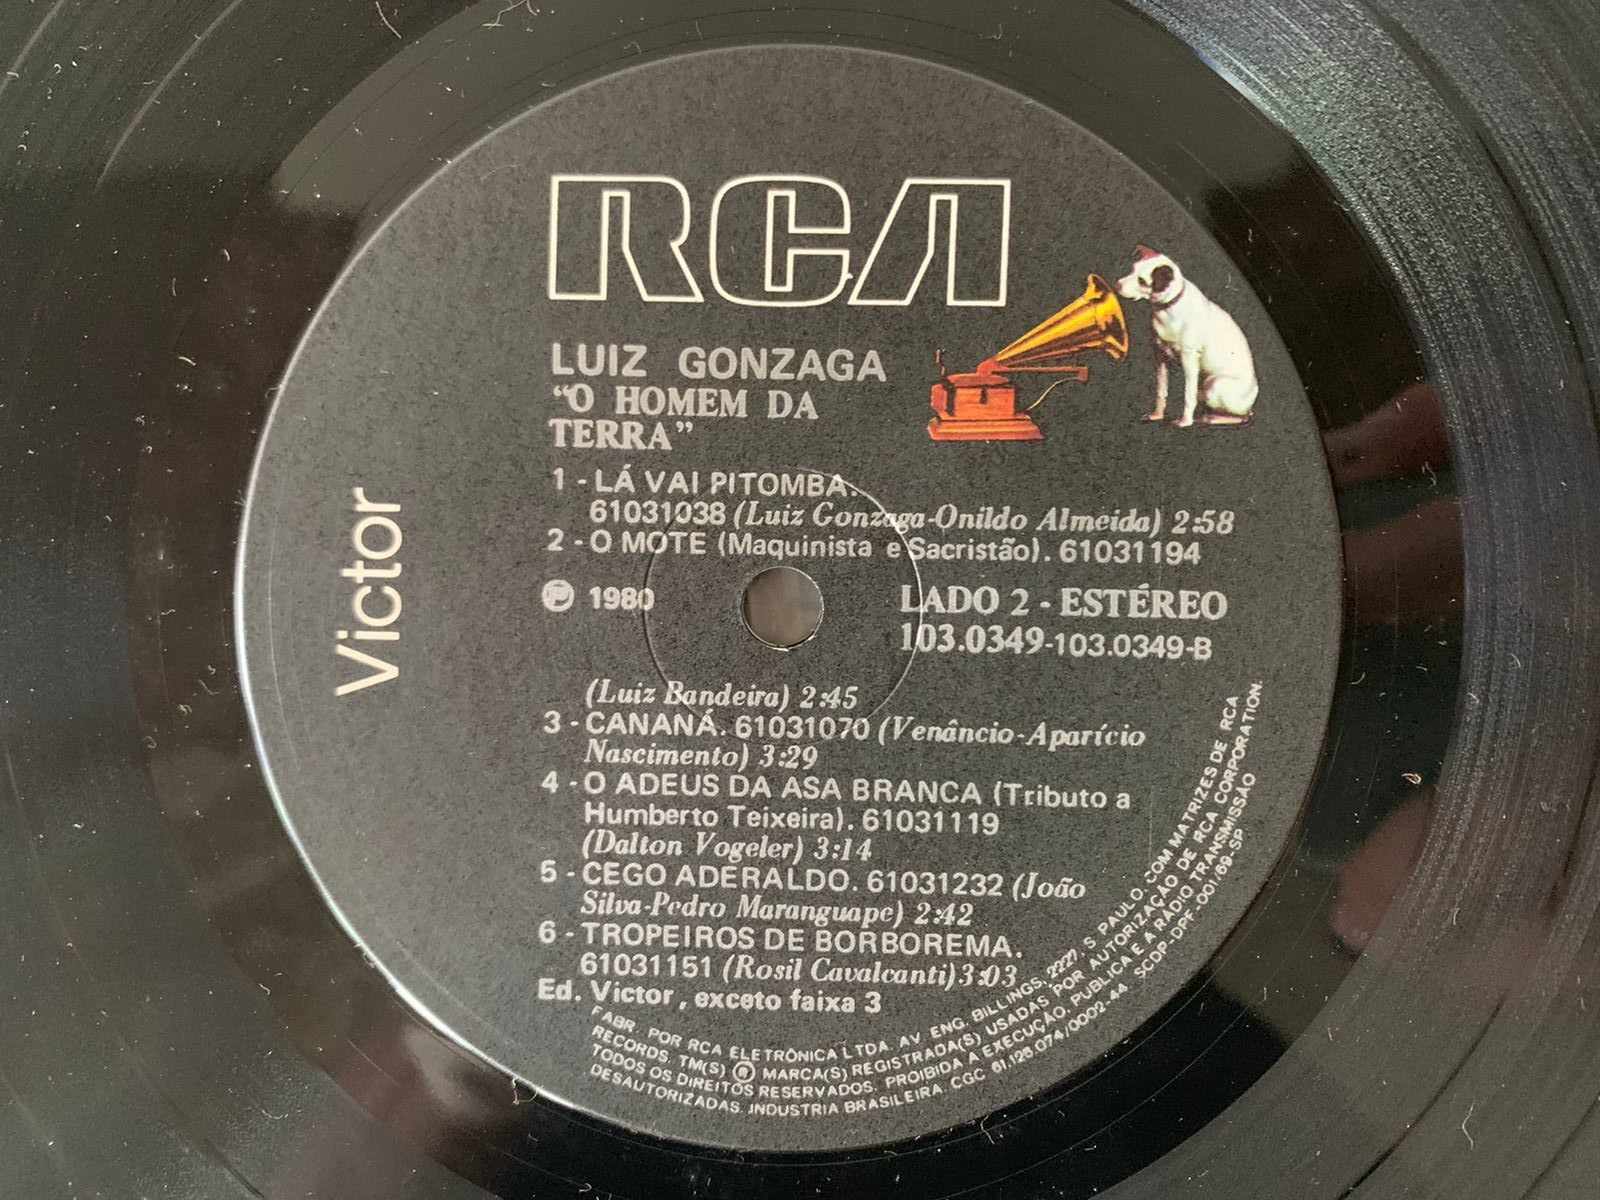 RCA
LUIZ GONZAGA
“O HOMEM DA
TERRA”
Victor
1 - LÁ VAI PITOMBA.
61031038 (Luiz Gonzaga-Onildo Almeida) 2:58
2 - O MOTE (Maquinista e Sacristão). 61031194
Ⓟ 1980
LADO 2 - ESTÉREO
103.0349-103.0349-B
(Luiz Bandeira) 2:45
3 - CANANÁ. 61031070 (Venâncio-Aparício
Nascimento) 3:29
4 - O ADEUS DA ASA BRANCA (Tributo a
Humberto Teixeira). 61031119
(Dalton Vogeler) 3:14
5 - CEGO ADERALDO. 61031232 (João
Silva-Pedro Maranguape) 2:42
6 - TROPEIROS DE BORBOREMA.
61031151 (Rosil Cavalcanti) 3:03
Ed. Victor, exceto faixa 3
FABR. POR RCA ELETRÔNICA LTDA. AV. ENG. BILLINGS, 2227. S. PAULO. COM MATRIZES DE RCA
RECORDS. TM(S) ® MARCA(S) REGISTRADA(S) USADAS POR AUTORIZAÇÃO DE RCA CORPORATION.
TODOS OS DIREITOS RESERVADOS. PROIBIDA A EXECUÇÃO, PUBLICA E A RÁDIO TRANSMISSÃO
DESAUTORIZADAS. INDUSTRIA BRASILEIRA. CGC 61.126.074/0002-44 SCDP-DPF-001/69-SP